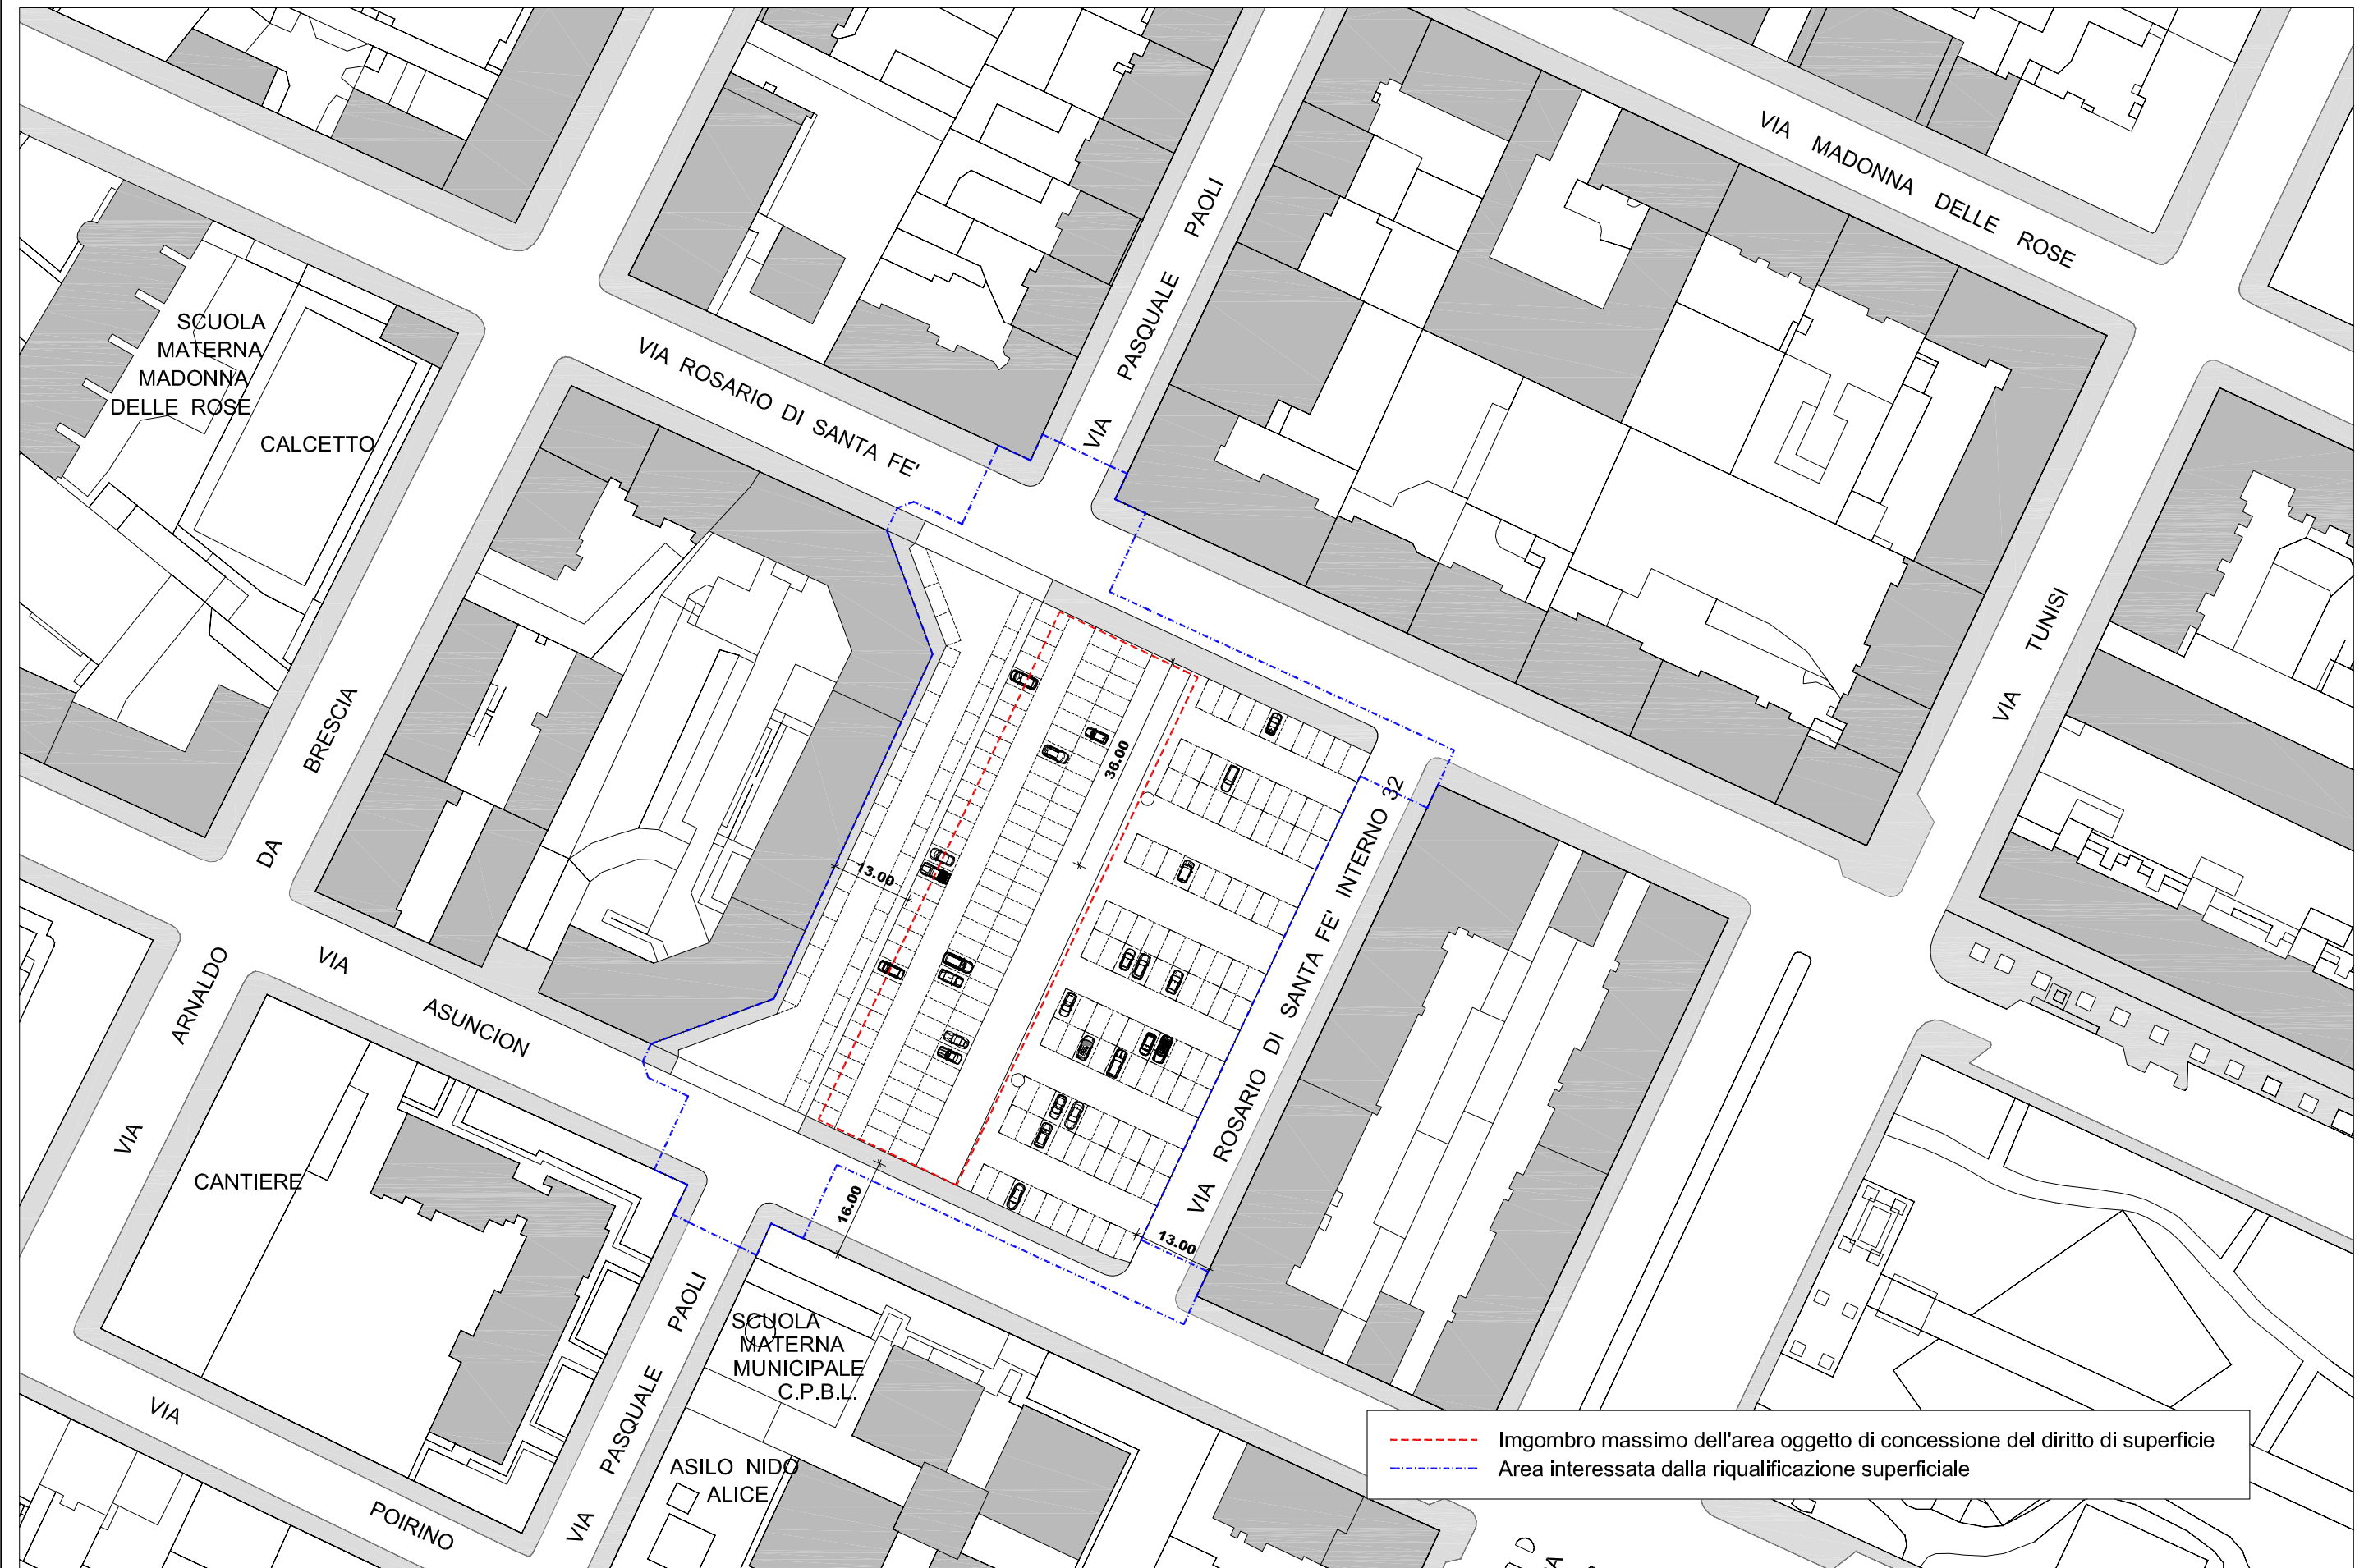 VIA MADONNA DELLE ROSE
VIA PASQUALE PAOLI
SCUOLA
MATERNA
MADONNA
DELLE ROSE
CALCETTO
VIA ROSARIO DI SANTA FE'
VIA TUNISI
VIA ARNALDO DA BRESCIA
36.00
13.00
VIA ROSARIO DI SANTA FE' INTERNO 32
VIA ASUNCION
CANTIERE
16.00
13.00
VIA PASQUALE PAOLI
SCUOLA
MATERNA
MUNICIPALE
C.P.B.L.
ASILO NIDO
ALICE
VIA POIRINO
Imgombro massimo dell'area oggetto di concessione del diritto di superficie
Area interessata dalla riqualificazione superficiale